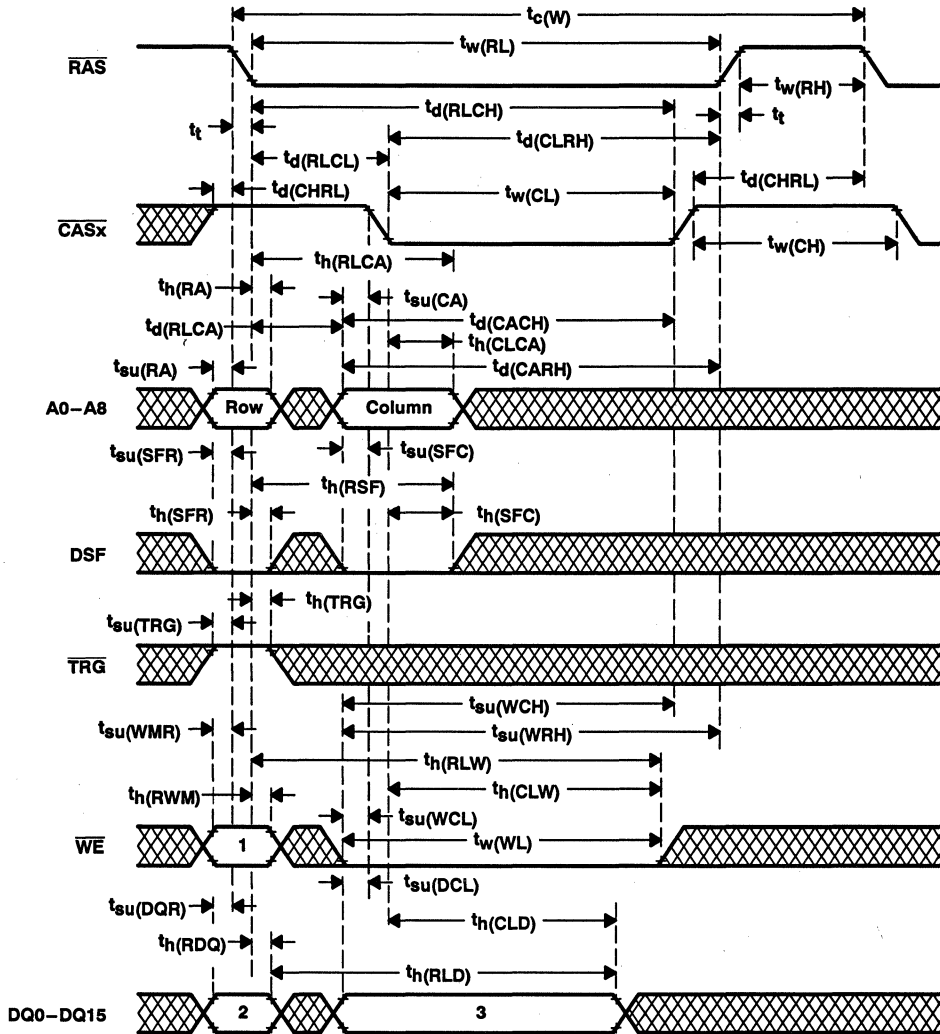 tc(W)
tw(RL)
RAS
tw(RH)
td(RLCH)
tt
tt
td(CLRH)
td(RLCL)
td(CHRL)
td(CHRL)
tw(CL)
CASx
tw(CH)
th(RLCA)
th(RA)
tsu(CA)
td(RLCA)
td(CACH)
th(CLCA)
tsu(RA)
td(CARH)
A0–A8
Row
Column
tsu(SFR)
tsu(SFC)
th(RSF)
th(SFR)
th(SFC)
DSF
th(TRG)
tsu(TRG)
TRG
tsu(WCH)
tsu(WMR)
tsu(WRH)
th(RLW)
th(RWM)
th(CLW)
tsu(WCL)
WE
1
tw(WL)
tsu(DCL)
tsu(DQR)
th(CLD)
th(RDQ)
th(RLD)
DQ0–DQ15
2
3